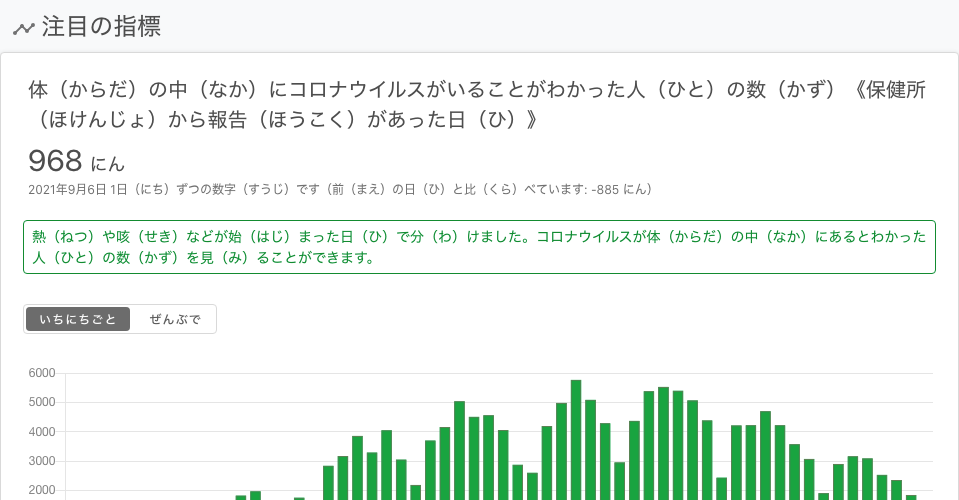 注目の指標
体（からだ）の中（なか）にコロナウイルスがいることがわかった人（ひと）の数（かず）《保健所
（ほけんじょ）から報告（ほうこく）があった日（ひ）》
968 にん
2021年9月6日 1日（にち）ずつの数字（すうじ）です（前（まえ）の日（ひ）と比（くら）べています: -885 にん）
熱（ねつ）や咳（せき）などが始（はじ）まった日（ひ）で分（わ）けました。コロナウイルスが体（からだ）の中（なか）にあるとわかった
人（ひと）の数（かず）を見（み）ることができます。
いちにちごと ぜんぶで
6000
5000
4000
3000
2000